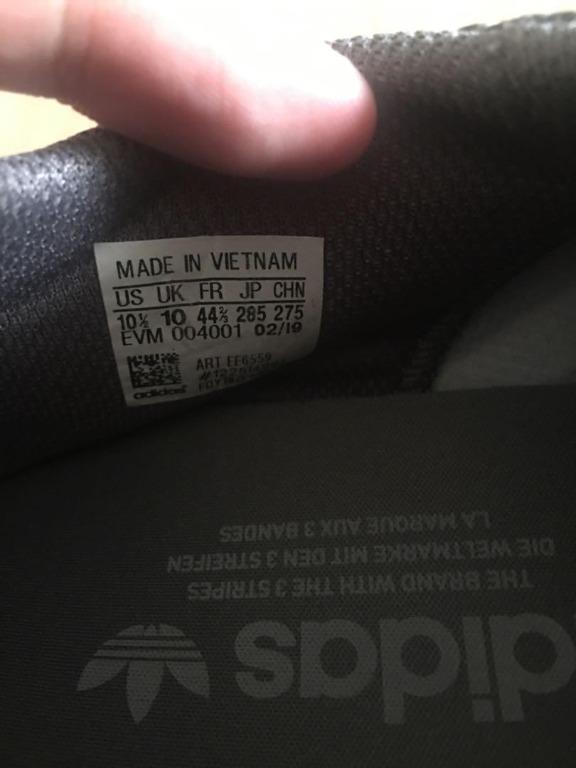 MADE IN VIETNAM
US UK FR JP CHN
10½ 10 44⅔ 285 275
EVM 004001 02/19
ART EF6559
adidas
LA MARQUE AUX 3 BANDES
DIE WELTMARKE MIT DEN 3 STREIFEN
THE BRAND WITH THE 3 STRIPES
adidas